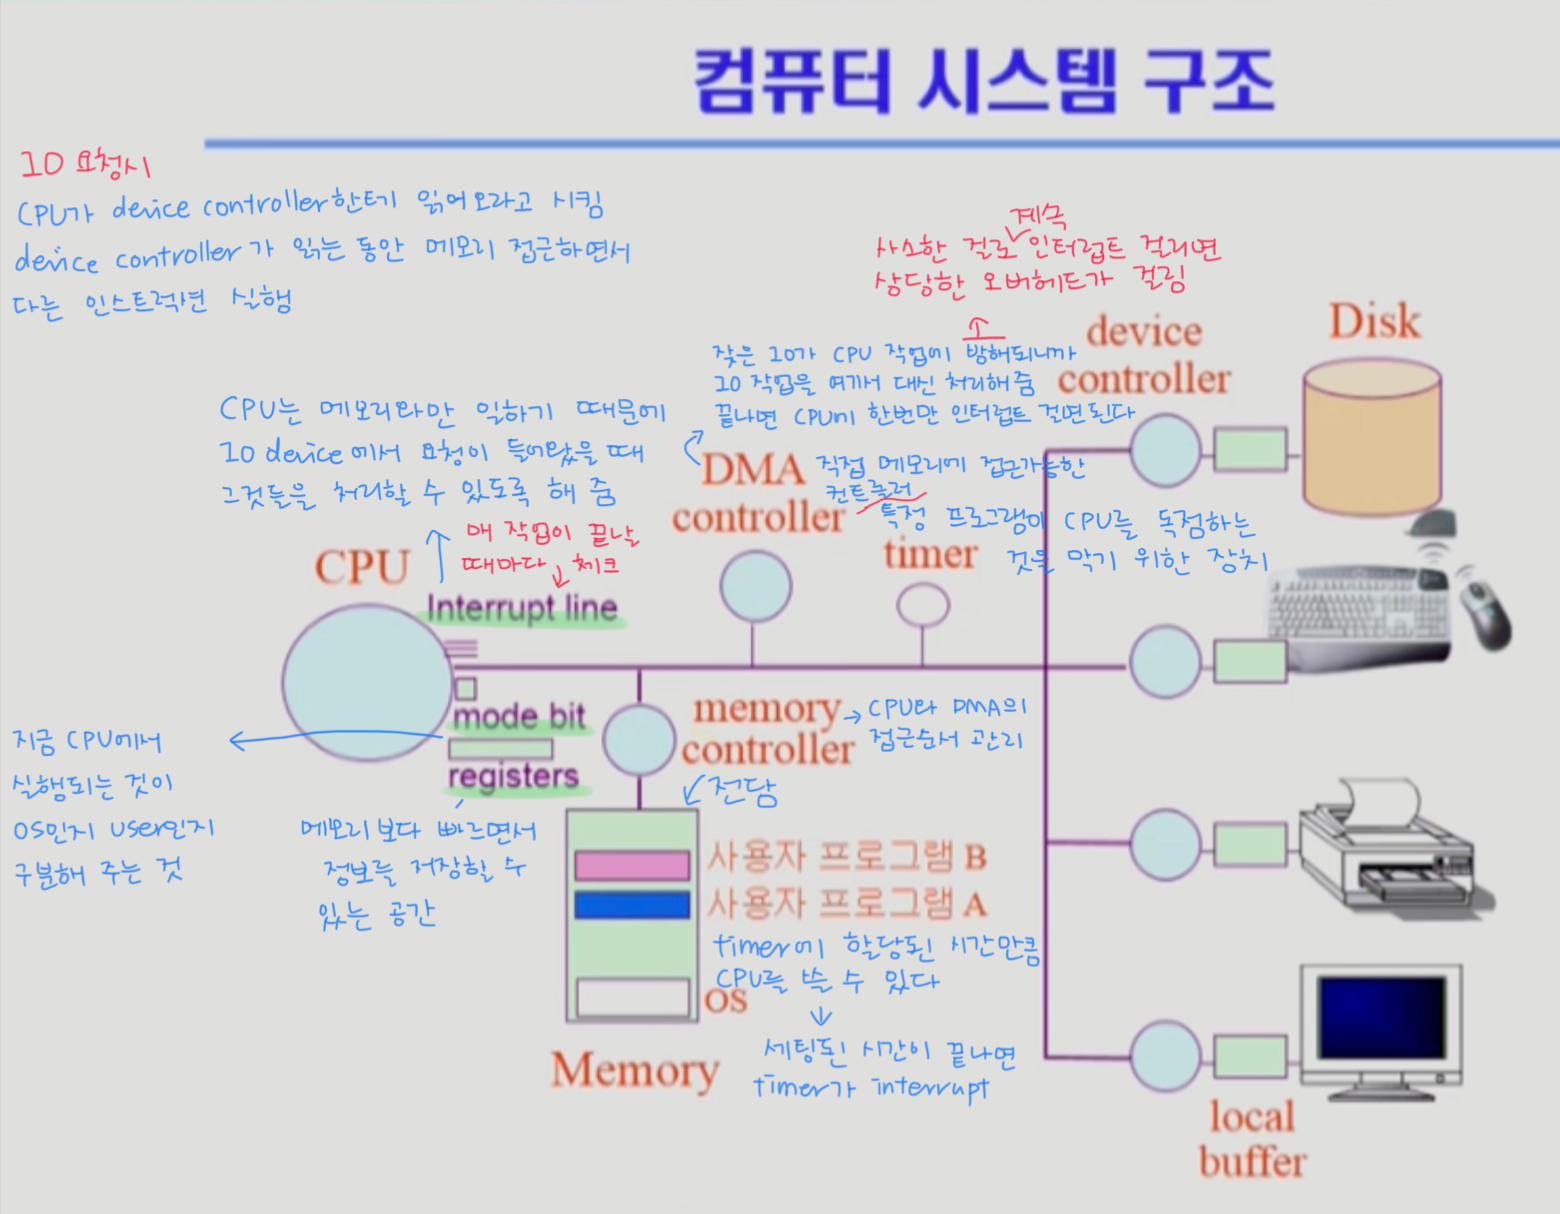 컴퓨터 시스템 구조
IO 요청시
CPU가 device controller한테 읽어오라고 시킴
device controller가 읽는 동안 메모리 접근하면서
다른 인스트럭션 실행
계속
사소한 걸로 인터럽트 걸리면
상당한 오버헤드가 걸림
잦은 IO가 CPU 작업에 방해되니까
IO 작업을 여기서 대신 처리해줌
끝나면 CPU에 한번만 인터럽트 걸면된다
device
controller
Disk
CPU는 메모리와만 일하기 때문에
IO device에서 요청이 들어왔을 때
그것들을 처리할 수 있도록 해 줌
DMA
controller
직접 메모리에 접근가능한
컨트롤러
특정 프로그램이 CPU를 독점하는
것을 막기 위한 장치
timer
매 작업이 끝날
때마다 체크
CPU
Interrupt line
mode bit
registers
memory
controller
CPU와 DMA의
접근순서 관리
전담
지금 CPU에서
실행되는 것이
OS인지 user인지
구분해 주는 것
메모리보다 빠르면서
정보를 저장할 수
있는 공간
사용자 프로그램 B
사용자 프로그램 A
timer에 할당된 시간만큼
CPU를 쓸 수 있다
OS
세팅된 시간이 끝나면
timer가 interrupt
Memory
local
buffer